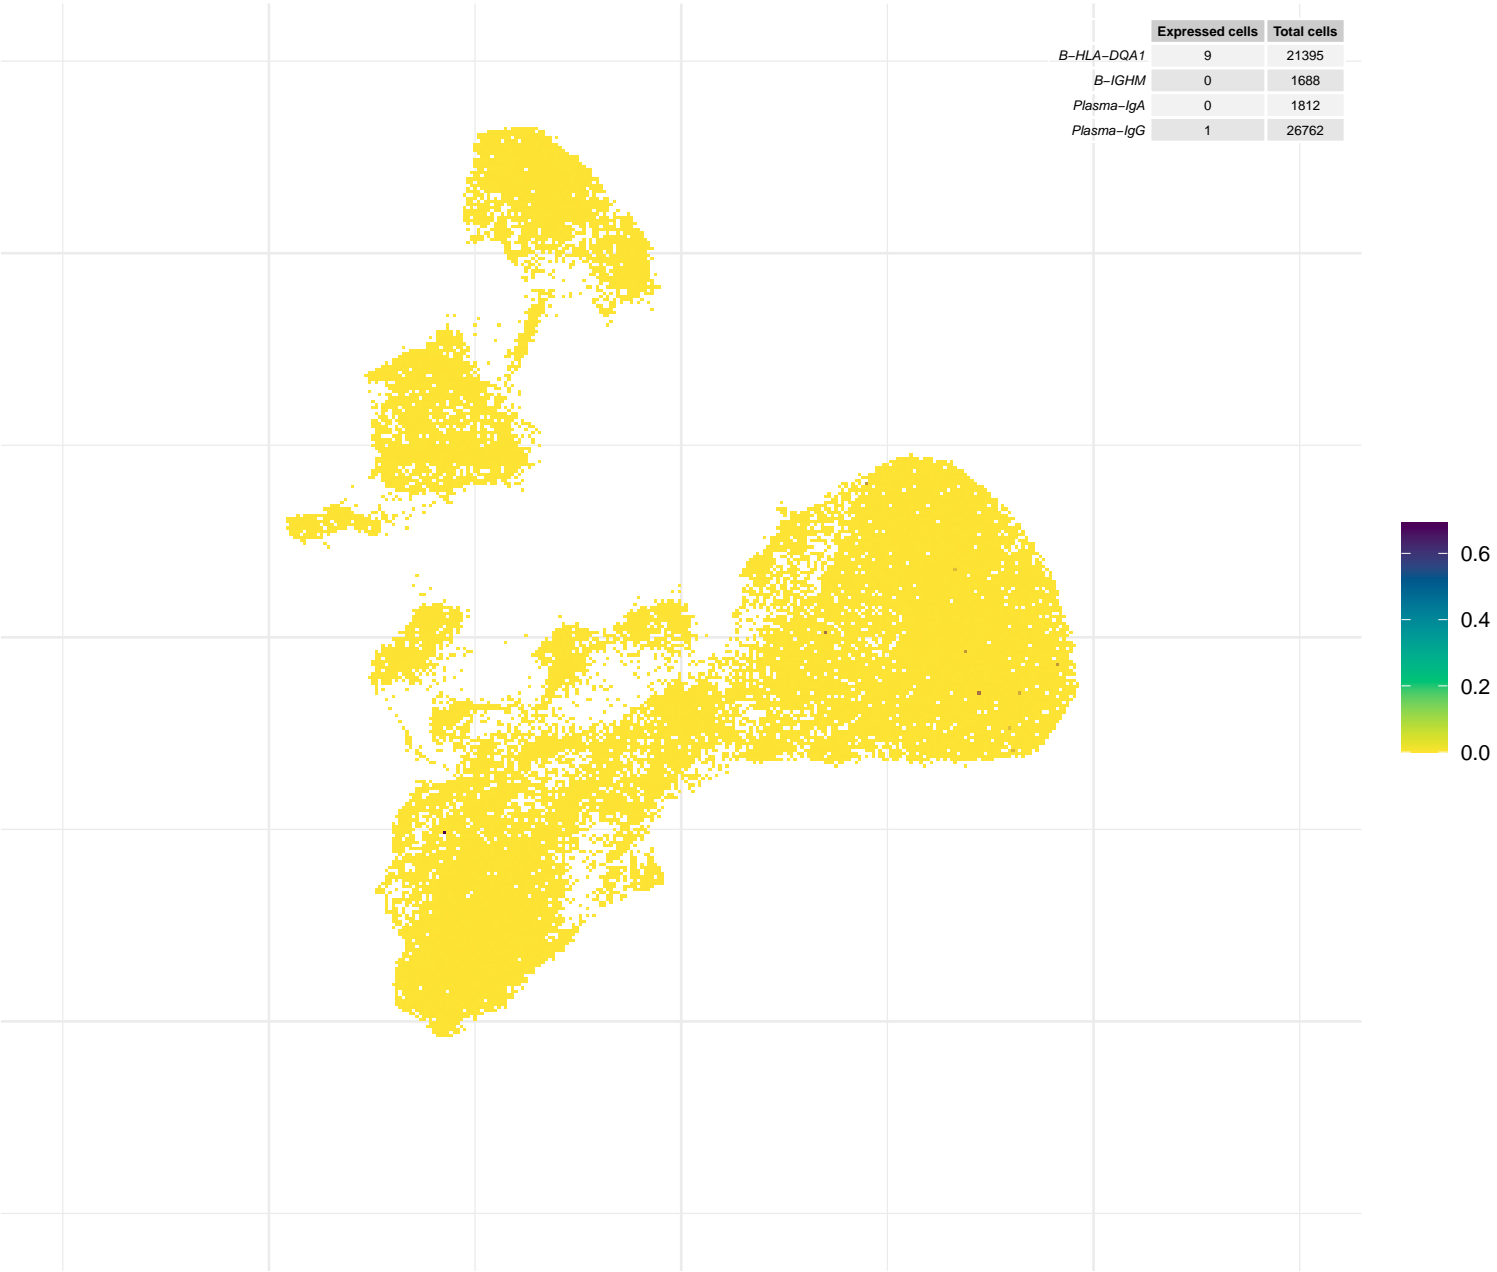 Expressed cells Total cells
B−HLA−DQA1 9 21395
B−IGHM 0 1688
Plasma−IgA 0 1812
Plasma−IgG 1 26762
0.6
0.4
0.2
0.0